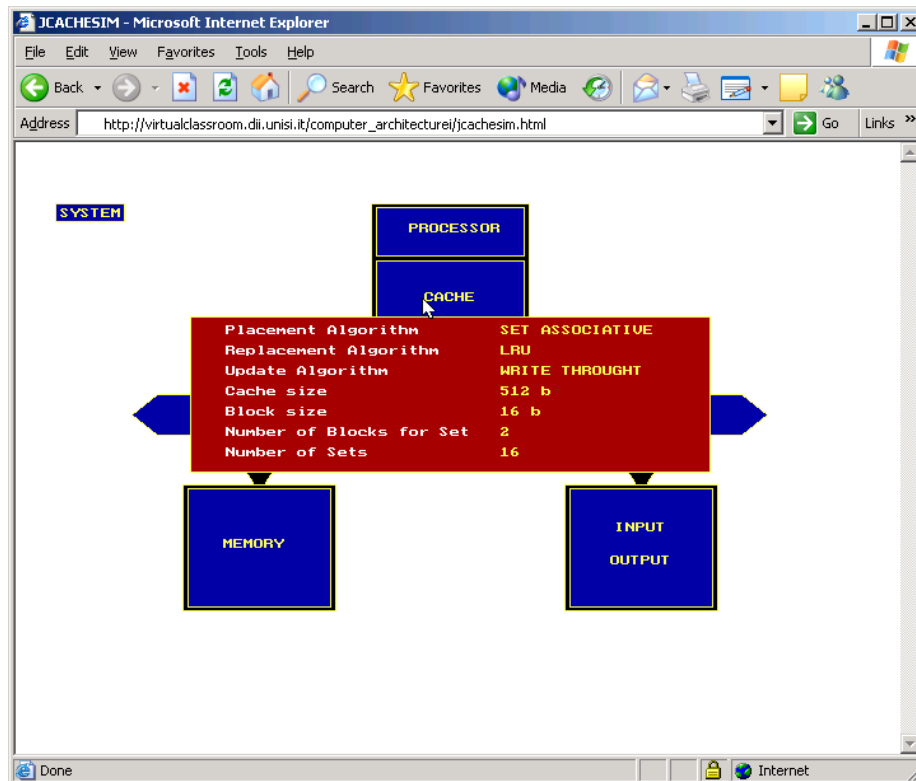 JCACHESIM - Microsoft Internet Explorer
File Edit View Favorites Tools Help
Back Search Favorites Media
Address http://virtualclassroom.dii.unisi.it/computer_architecturei/jcachesim.html Go Links »
SYSTEM
PROCESSOR
CACHE
Placement Algorithm SET ASSOCIATIVE
Replacement Algorithm LRU
Update Algorithm WRITE THROUGHT
Cache size 512 b
Block size 16 b
Number of Blocks for Set 2
Number of Sets 16
MEMORY
INPUT
OUTPUT
Done Internet